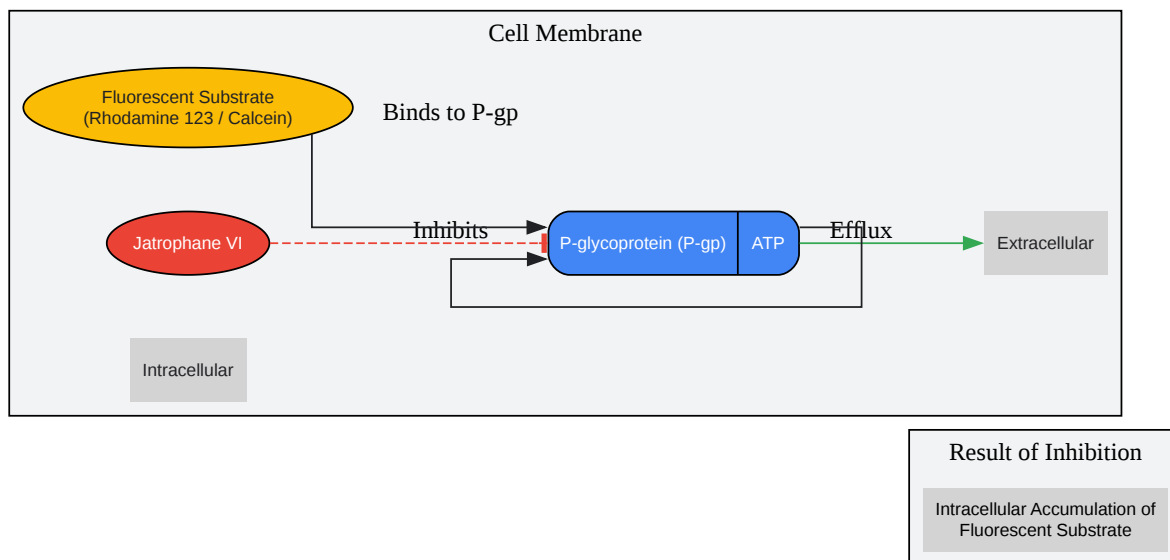 Cell Membrane
Fluorescent Substrate
(Rhodamine 123 / Calcein)
Binds to P-gp
Jatrophane VI
Inhibits
P-glycoprotein (P-gp)
ATP
Efflux
Extracellular
Intracellular
Result of Inhibition
Intracellular Accumulation of
Fluorescent Substrate